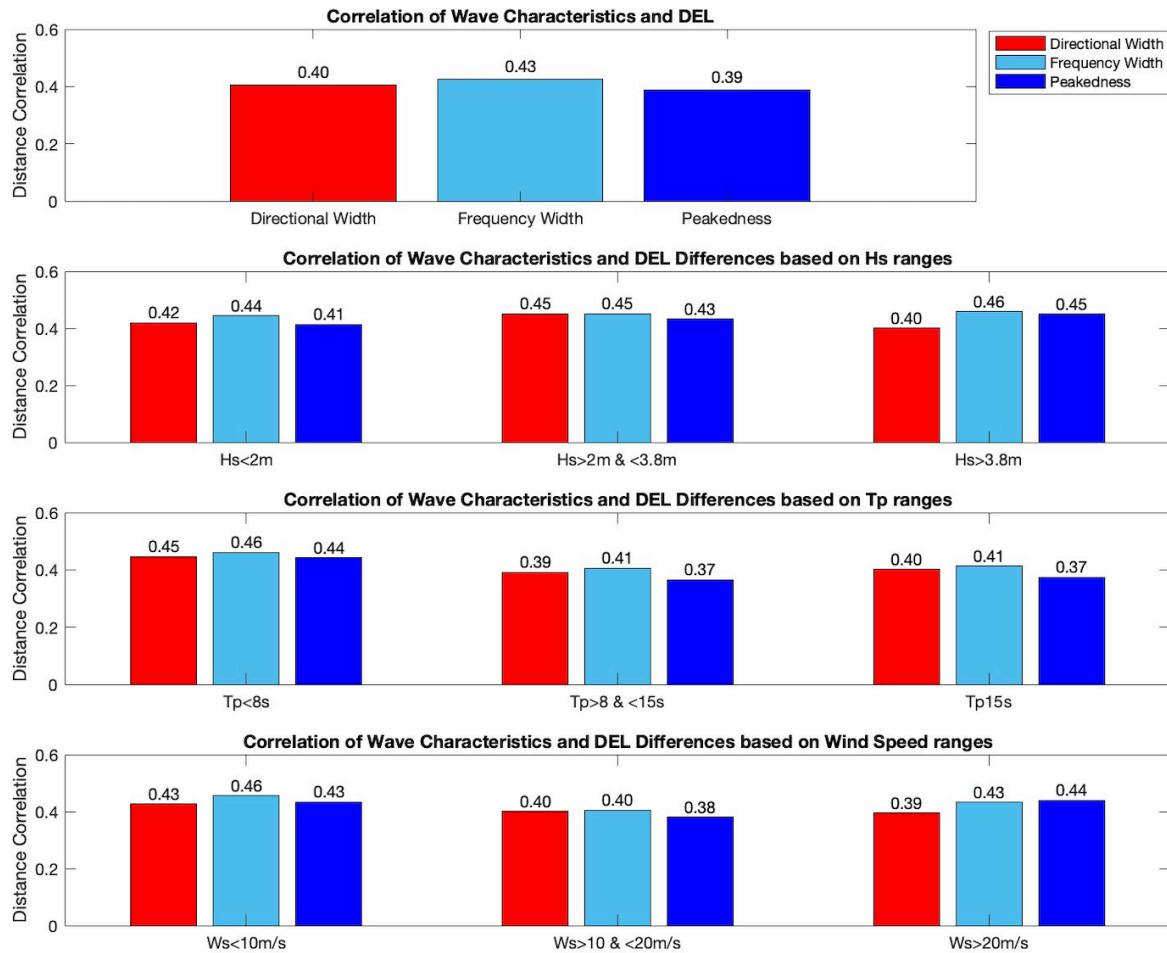 Correlation of Wave Characteristics and DEL
Distance Correlation
0.6
0.4
0.2
0
0.40
0.43
0.39
Directional Width
Frequency Width
Peakedness
Directional Width
Frequency Width
Peakedness
Correlation of Wave Characteristics and DEL Differences based on Hs ranges
Distance Correlation
0.6
0.4
0.2
0
0.42
0.44
0.41
0.45
0.45
0.43
0.40
0.46
0.45
Hs<2m
Hs>2m & <3.8m
Hs>3.8m
Correlation of Wave Characteristics and DEL Differences based on Tp ranges
Distance Correlation
0.6
0.4
0.2
0
0.45
0.46
0.44
0.39
0.41
0.37
0.40
0.41
0.37
Tp<8s
Tp>8 & <15s
Tp15s
Correlation of Wave Characteristics and DEL Differences based on Wind Speed ranges
Distance Correlation
0.6
0.4
0.2
0
0.43
0.46
0.43
0.40
0.40
0.38
0.39
0.43
0.44
Ws<10m/s
Ws>10 & <20m/s
Ws>20m/s